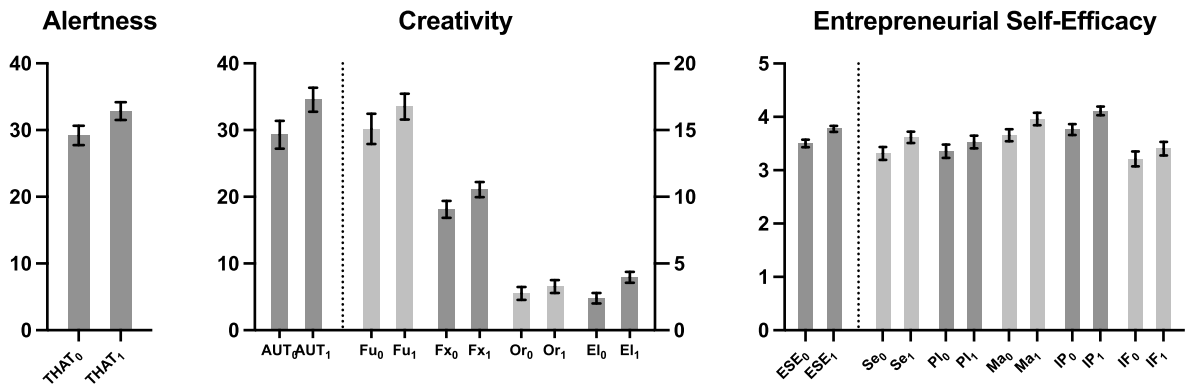 Alertness
40
30
20
10
0
THAT₀
THAT₁
Creativity
40
30
20
10
0
AUT₀
AUT₁
Fu₀
Fu₁
Fx₀
Fx₁
Or₀
Or₁
El₀
El₁
20
15
10
5
0
Entrepreneurial Self-Efficacy
5
4
3
2
1
0
ESE₀
ESE₁
Se₀
Se₁
Pl₀
Pl₁
Ma₀
Ma₁
IP₀
IP₁
IF₀
IF₁